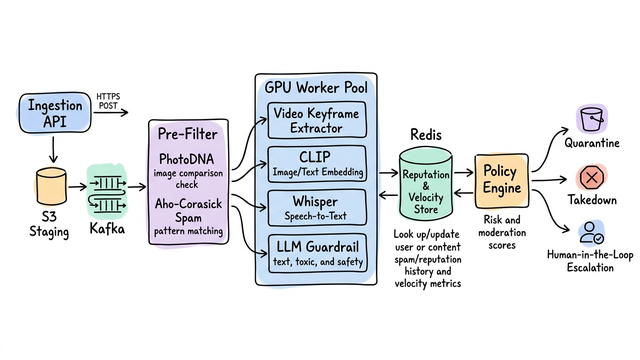 Ingestion
API
HTTPS
POST
S3
Staging
Kafka
Pre-Filter
PhotoDNA
image comparison
check
Aho-Corasick
Spam
pattern matching
GPU Worker Pool
Video Keyframe
Extractor
CLIP
Image/Text Embedding
Whisper
Speech-to-Text
LLM Guardrail
text, toxic, and safety
Redis
Reputation
&
Velocity
Store
Look up/update
user or content
spam/reputation
history and
velocity metrics
Policy
Engine
Risk and
moderation
scores
Quarantine
Takedown
Human-in-the-Loop
Escalation